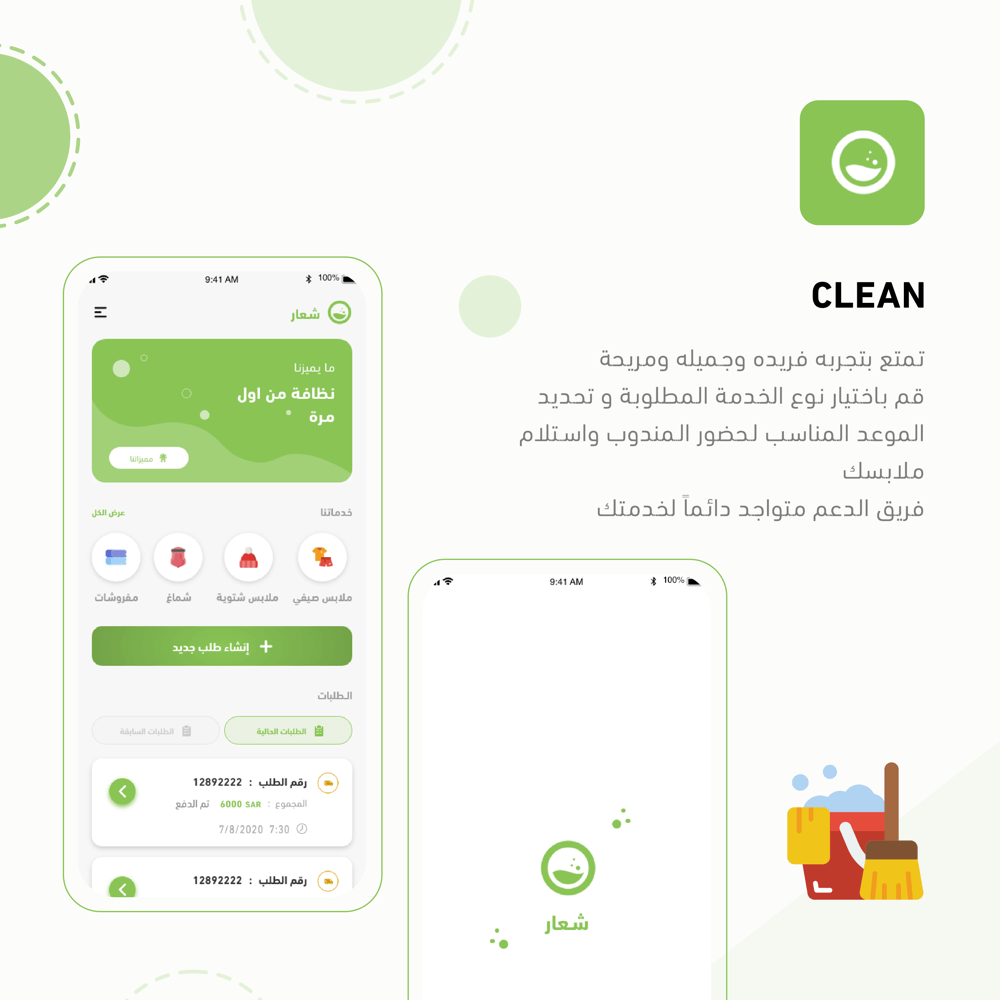 CLEAN
تمتع بتجربه فريده وجميله ومريحة
قم باختيار نوع الخدمة المطلوبة و تحديد
الموعد المناسب لحضور المندوب واستلام
ملابسك
فريق الدعم متواجد دائماً لخدمتك
9:41 AM 100%
شعار
ما يميزنا
نظافة من اول
مرة
مميزاتنا
خدماتنا عرض الكل
ملابس صيفي ملابس شتوية شماغ مفروشات
إنشاء طلب جديد
الطلبات
الطلبات الحالية الطلبات السابقة
رقم الطلب : 12892222
المجموع : 6000 SAR تم الدفع
7/8/2020 7:30
رقم الطلب : 12892222
9:41 AM 100%
شعار